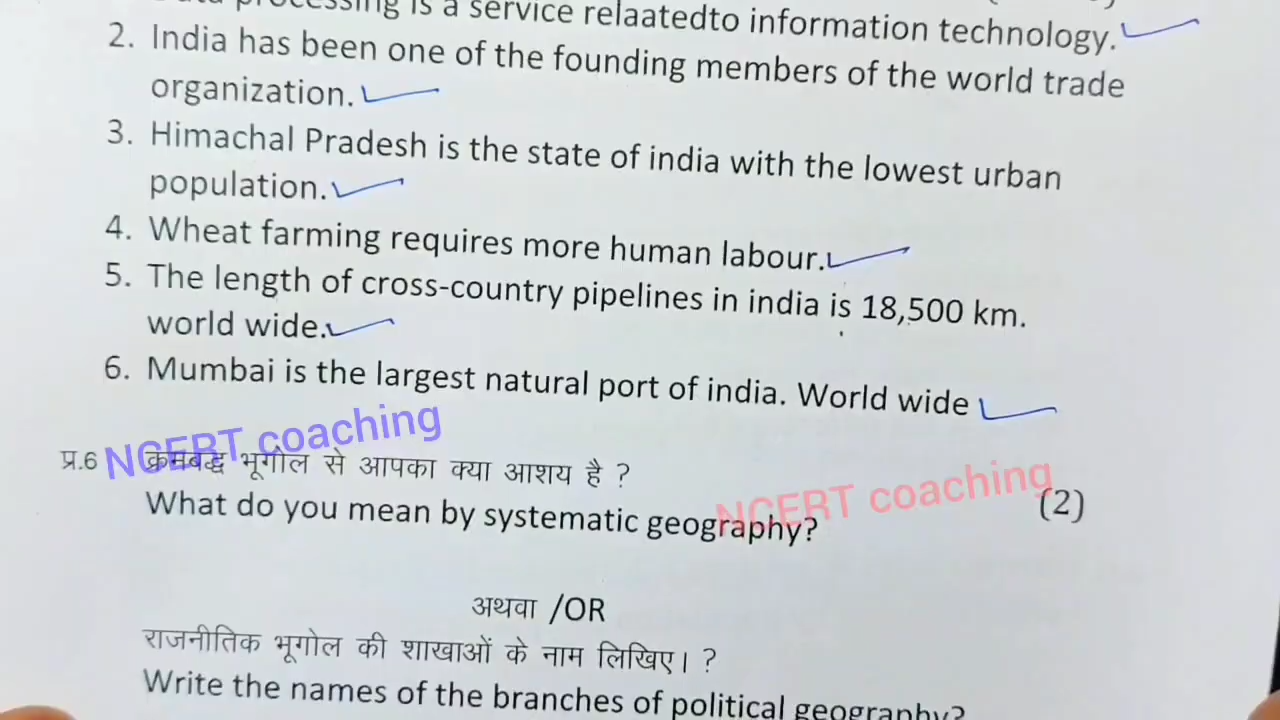 processing is a service relaatedto information technology.
2. India has been one of the founding members of the world trade
organization.
3. Himachal Pradesh is the state of india with the lowest urban
population.
4. Wheat farming requires more human labour.
5. The length of cross-country pipelines in india is 18,500 km.
world wide.
6. Mumbai is the largest natural port of india. World wide
NCERT coaching
प्र.6 क्रमबद्ध भूगोल से आपका क्या आशय है ?
NCERT coaching
What do you mean by systematic geography? (2)
अथवा /OR
राजनीतिक भूगोल की शाखाओं के नाम लिखिए। ?
Write the names of the branches of political geography?